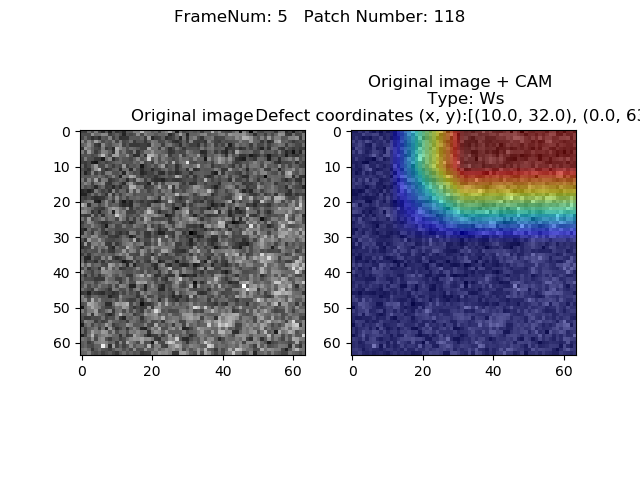 FrameNum: 5   Patch Number: 118
Original image + CAM
Type: Ws
Original image
Defect coordinates (x, y):[(10.0, 32.0), (0.0, 63
0
10
20
30
40
50
60
0 20 40 60
0
10
20
30
40
50
60
0 20 40 60